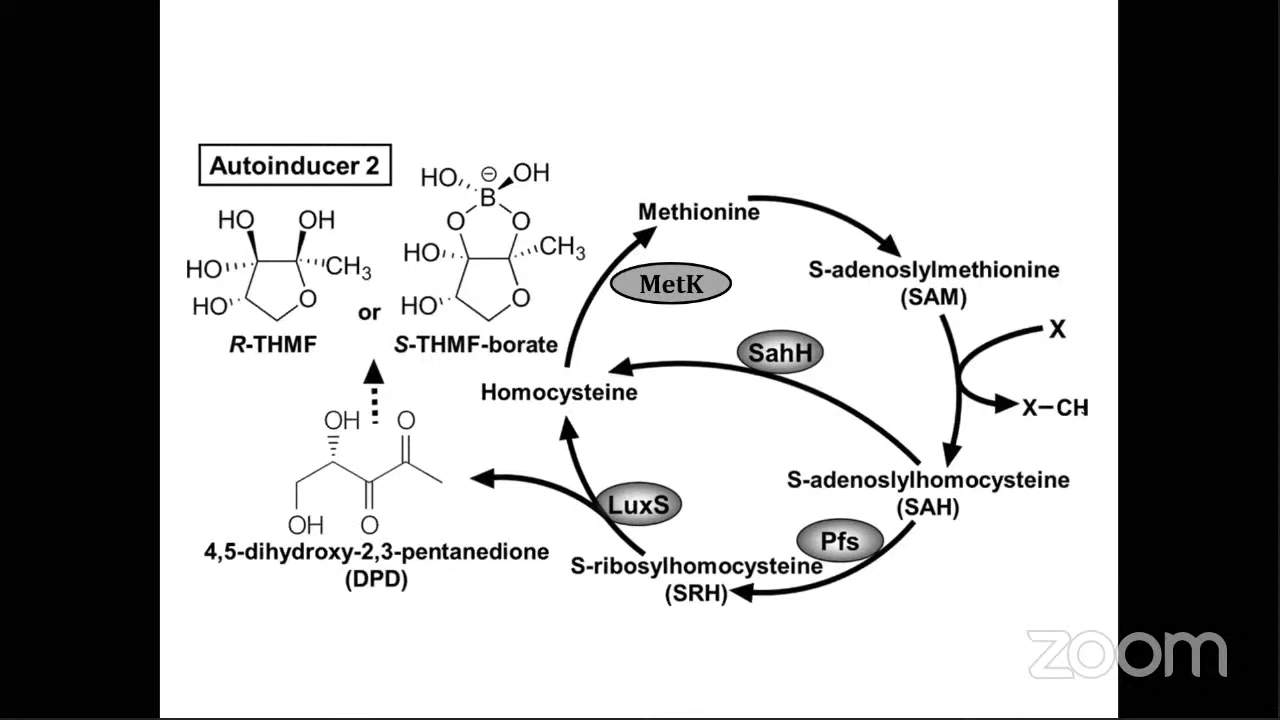 Autoinducer 2
HO OH
HO
HO
CH3
O
R-THMF
or
HO ⊖ OH
B
O O
HO
CH3
HO
O
S-THMF-borate
Methionine
MetK
S-adenoslylmethionine
(SAM)
X
SahH
Homocysteine
X–CH
OH O
OH O
4,5-dihydroxy-2,3-pentanedione
(DPD)
LuxS
S-adenoslylhomocysteine
(SAH)
Pfs
S-ribosylhomocysteine
(SRH)
zoom